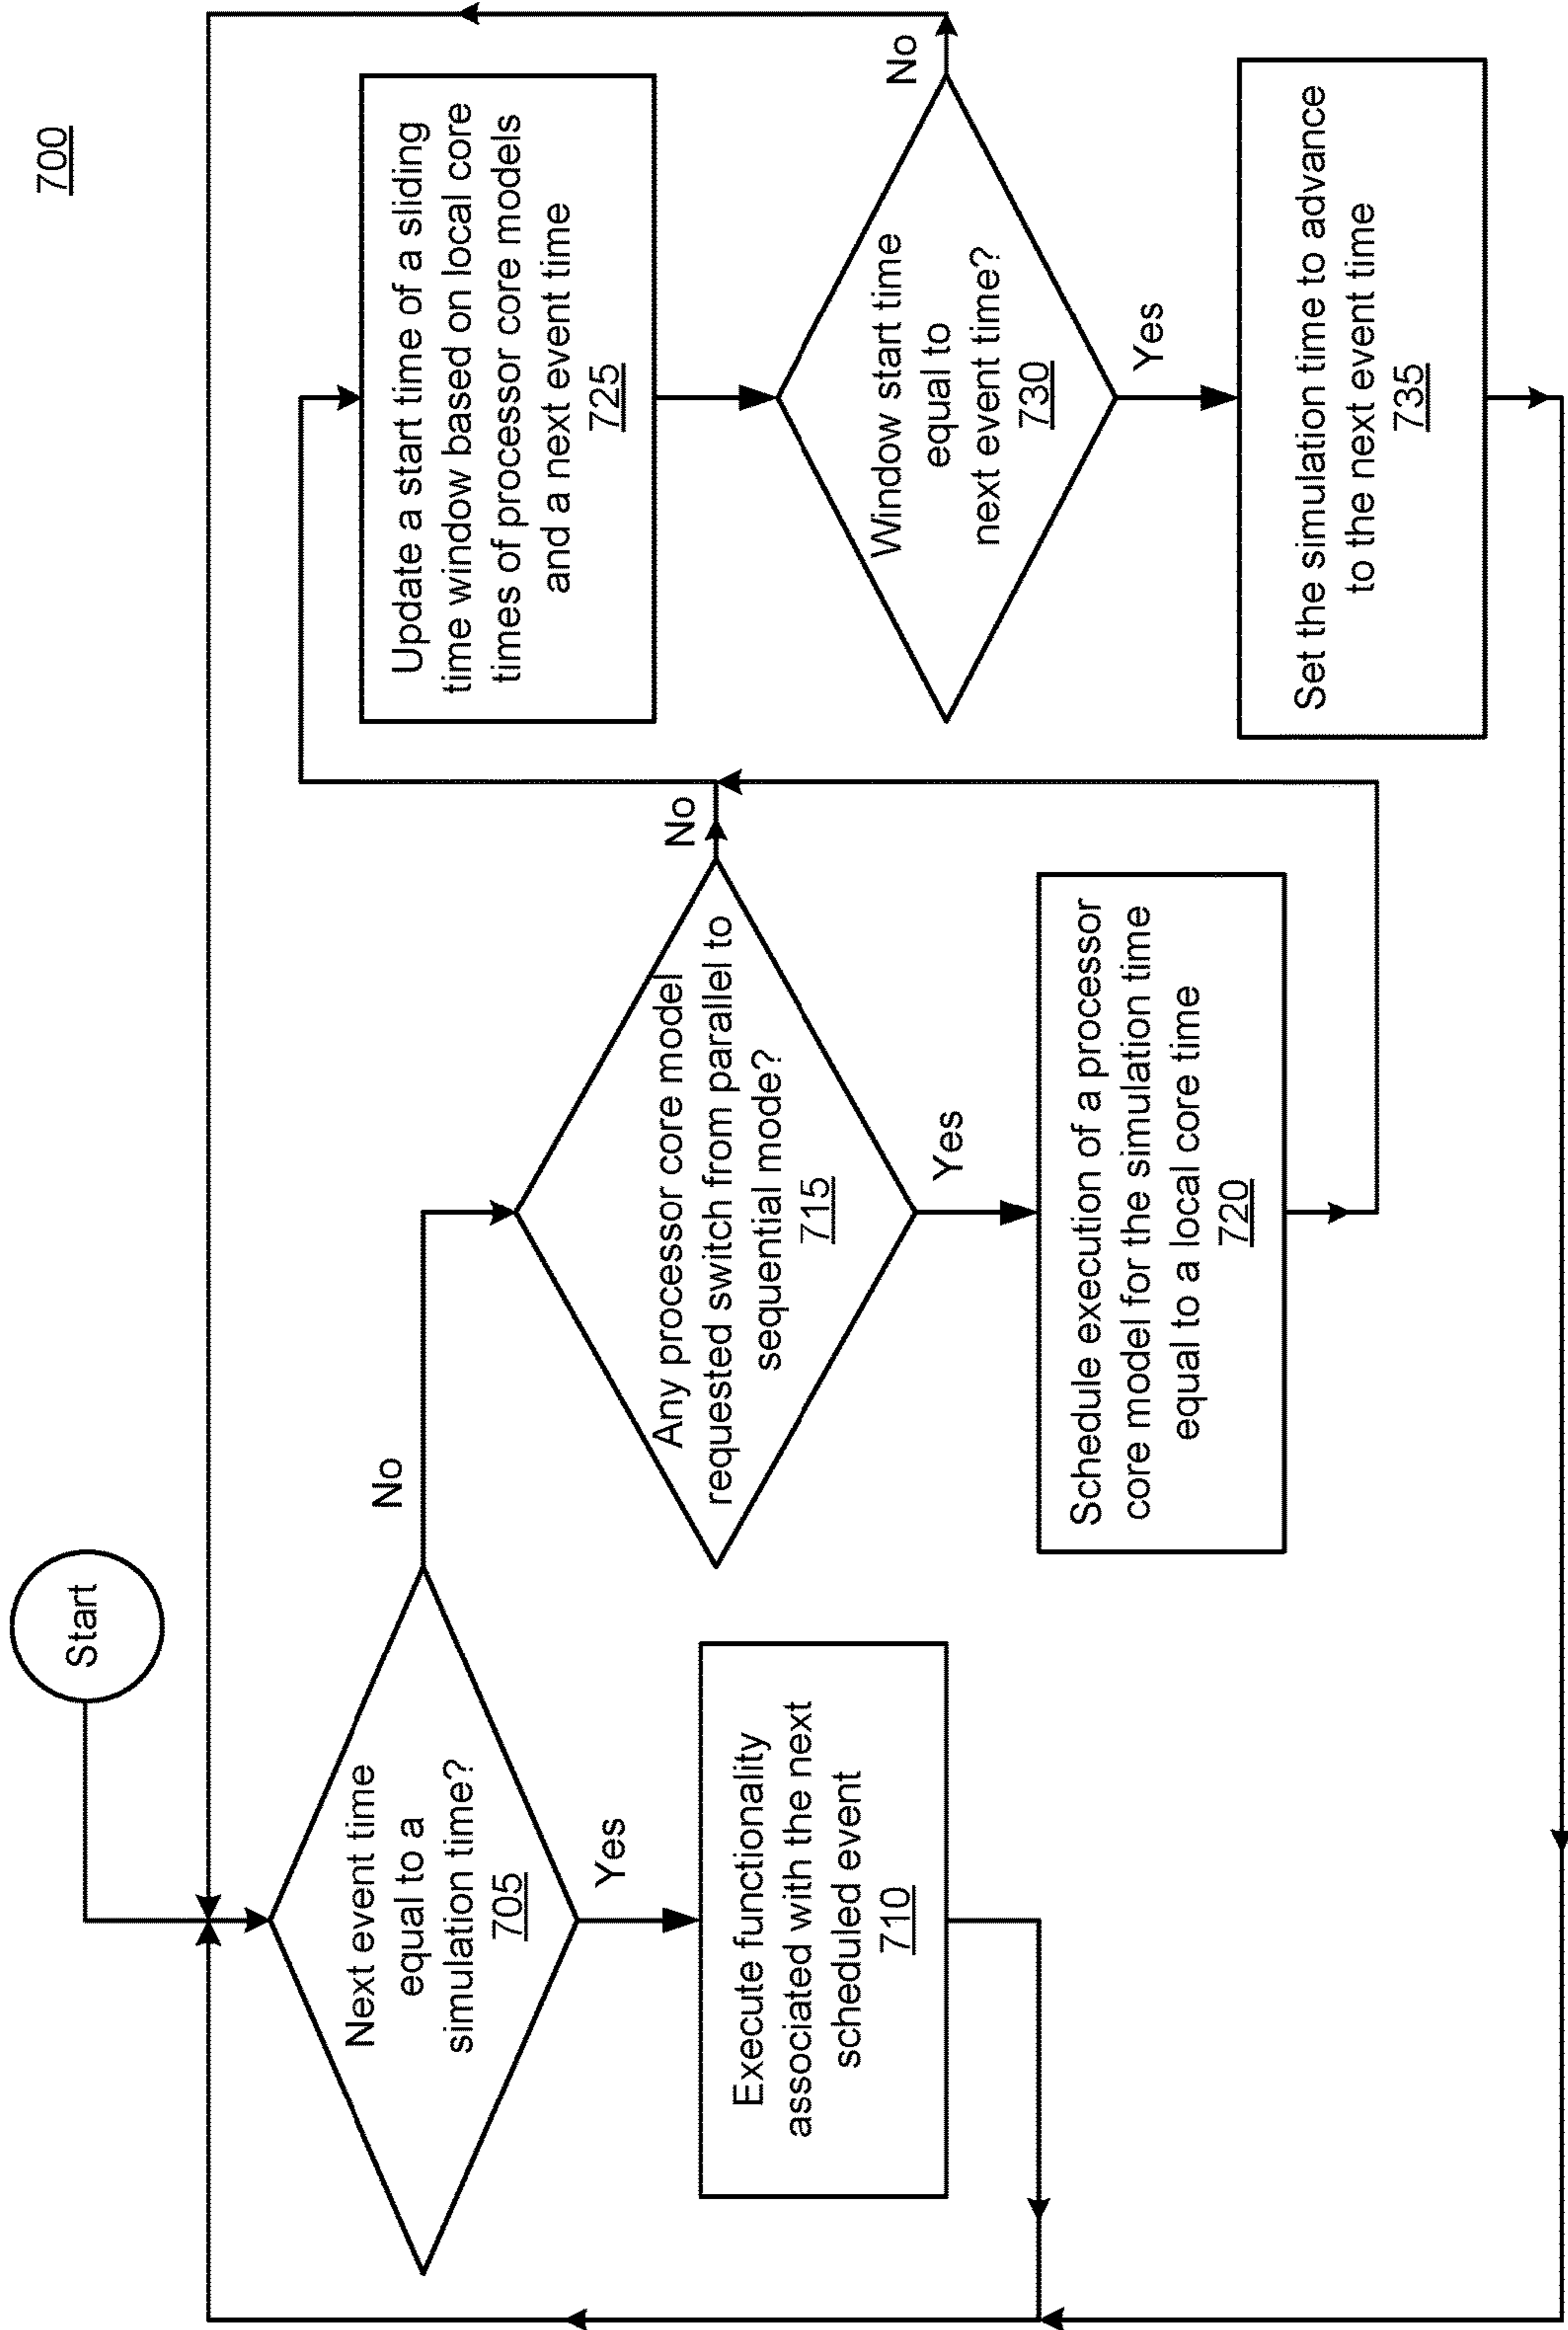 700
Start
Next event time
equal to a
simulation time?
705
No
Yes
Execute functionality
associated with the next
scheduled event
710
Any processor core model
requested switch from parallel to
sequential mode?
715
No
Yes
Schedule execution of a processor
core model for the simulation time
equal to a local core time
720
Update a start time of a sliding
time window based on local core
times of processor core models
and a next event time
725
Window start time
equal to
next event time?
730
No
Yes
Set the simulation time to advance
to the next event time
735